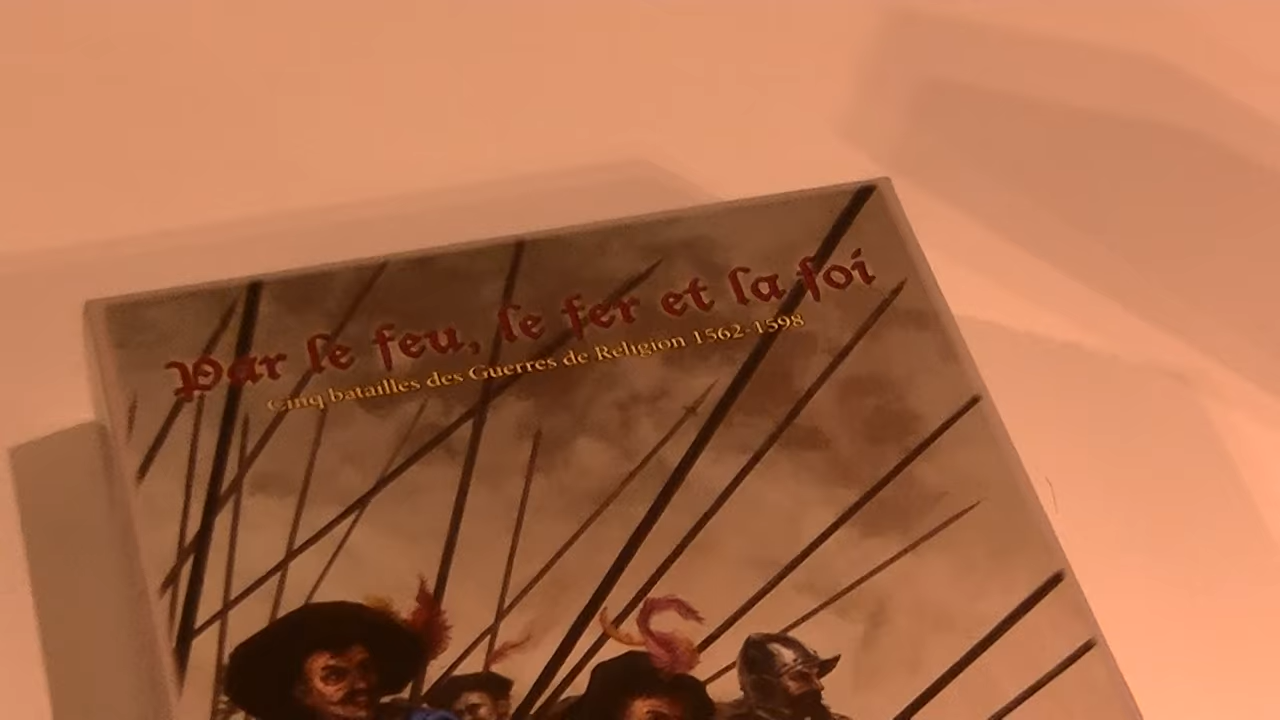 Par le feu, le fer et la foi
Cinq batailles des Guerres de Religion 1562-1598